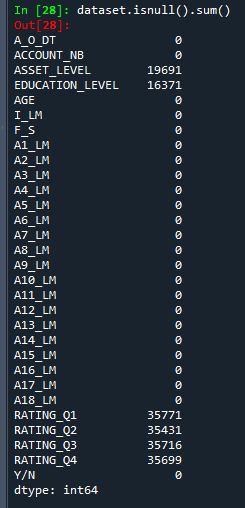 In [28]: dataset.isnull().sum()
Out[28]:
A_O_DT 0
ACCOUNT_NB 0
ASSET_LEVEL 19691
EDUCATION_LEVEL 16371
AGE 0
I_LM 0
F_S 0
A1_LM 0
A2_LM 0
A3_LM 0
A4_LM 0
A5_LM 0
A6_LM 0
A7_LM 0
A8_LM 0
A9_LM 0
A10_LM 0
A11_LM 0
A12_LM 0
A13_LM 0
A14_LM 0
A15_LM 0
A16_LM 0
A17_LM 0
A18_LM 0
RATING_Q1 35771
RATING_Q2 35431
RATING_Q3 35716
RATING_Q4 35699
Y/N 0
dtype: int64